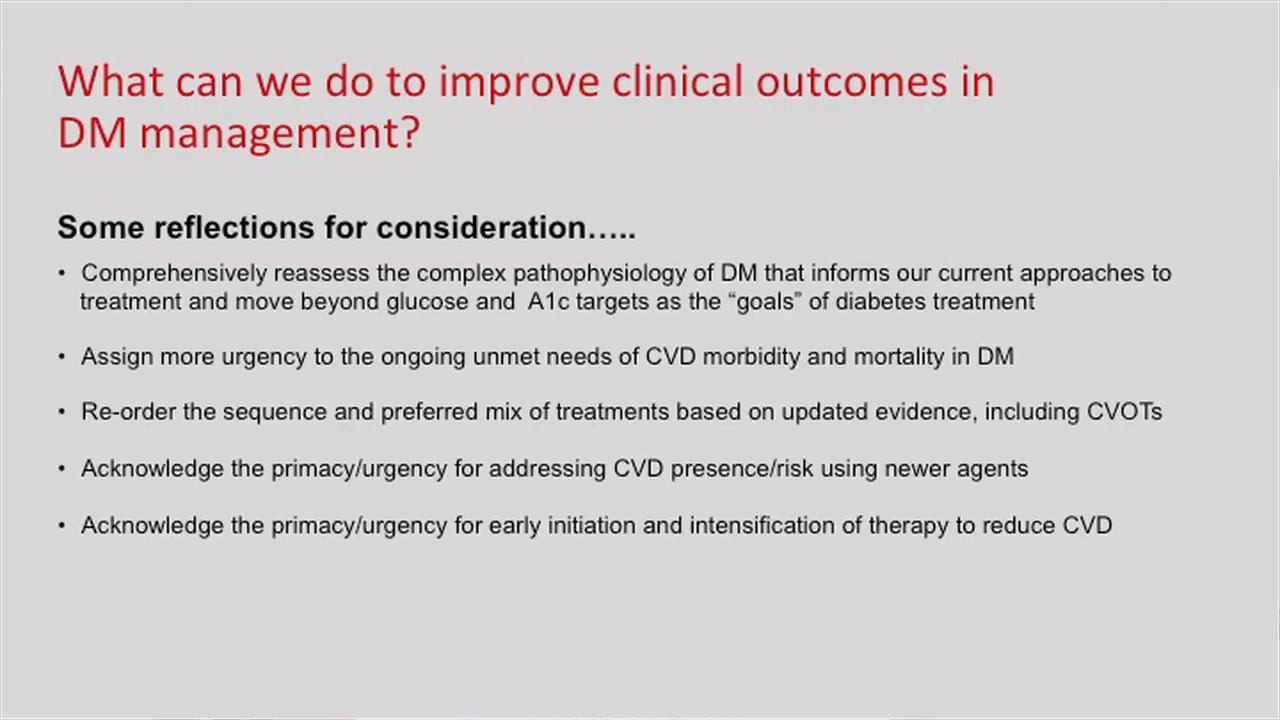 What can we do to improve clinical outcomes in
DM management?
Some reflections for consideration…..
• Comprehensively reassess the complex pathophysiology of DM that informs our current approaches to
treatment and move beyond glucose and  A1c targets as the “goals” of diabetes treatment
• Assign more urgency to the ongoing unmet needs of CVD morbidity and mortality in DM
• Re-order the sequence and preferred mix of treatments based on updated evidence, including CVOTs
• Acknowledge the primacy/urgency for addressing CVD presence/risk using newer agents
• Acknowledge the primacy/urgency for early initiation and intensification of therapy to reduce CVD